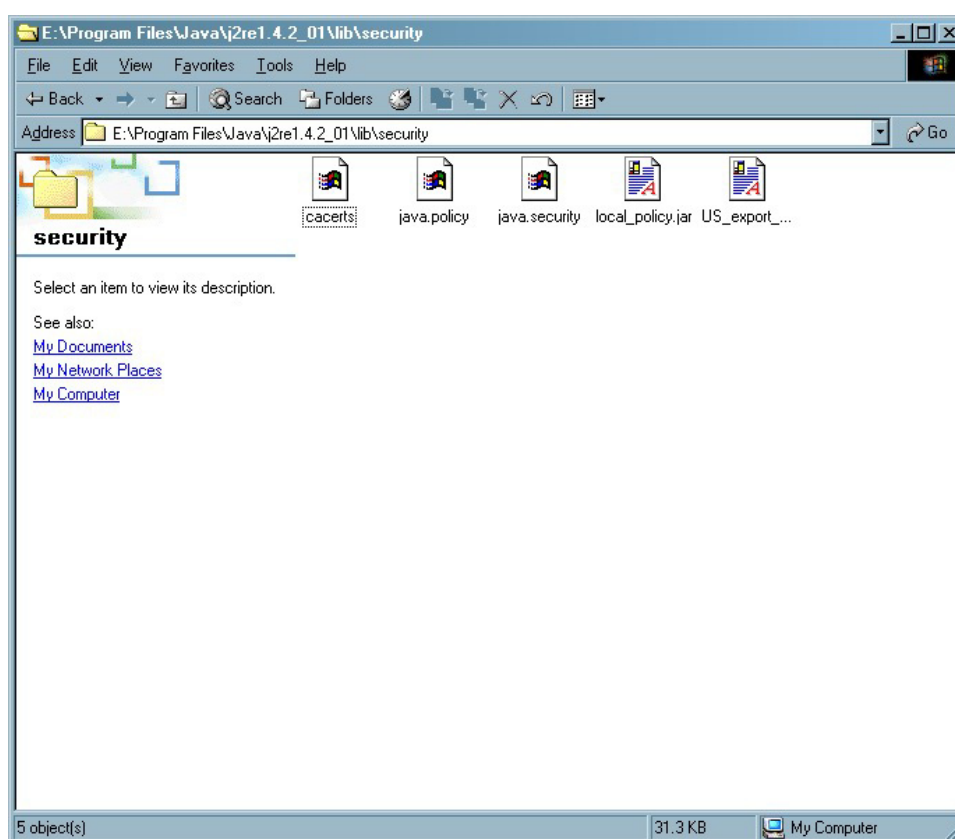 E:\Program Files\Java\j2re1.4.2_01\lib\security
File Edit View Favorites Tools Help
Back Search Folders
Address E:\Program Files\Java\j2re1.4.2_01\lib\security Go
cacerts java.policy java.security local_policy.jar US_export_...
security
Select an item to view its description.
See also:
My Documents
My Network Places
My Computer
5 object(s) 31.3 KB My Computer